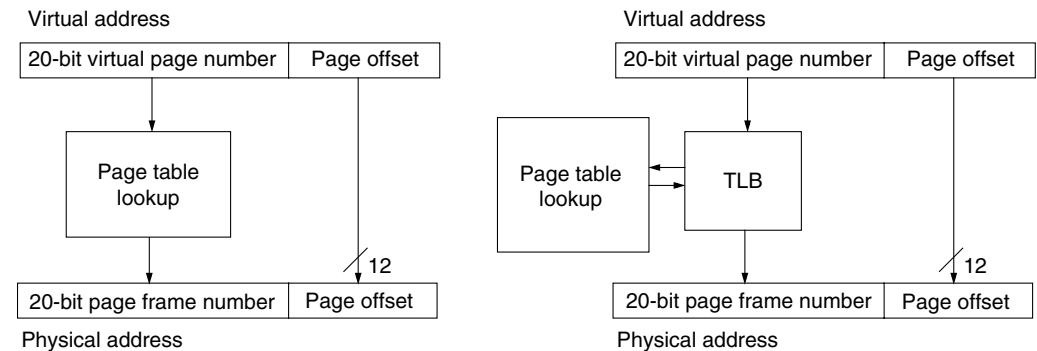 Virtual address
20-bit virtual page number Page offset
Page table
lookup
12
20-bit page frame number Page offset
Physical address
Virtual address
20-bit virtual page number Page offset
Page table
lookup
TLB
12
20-bit page frame number Page offset
Physical address